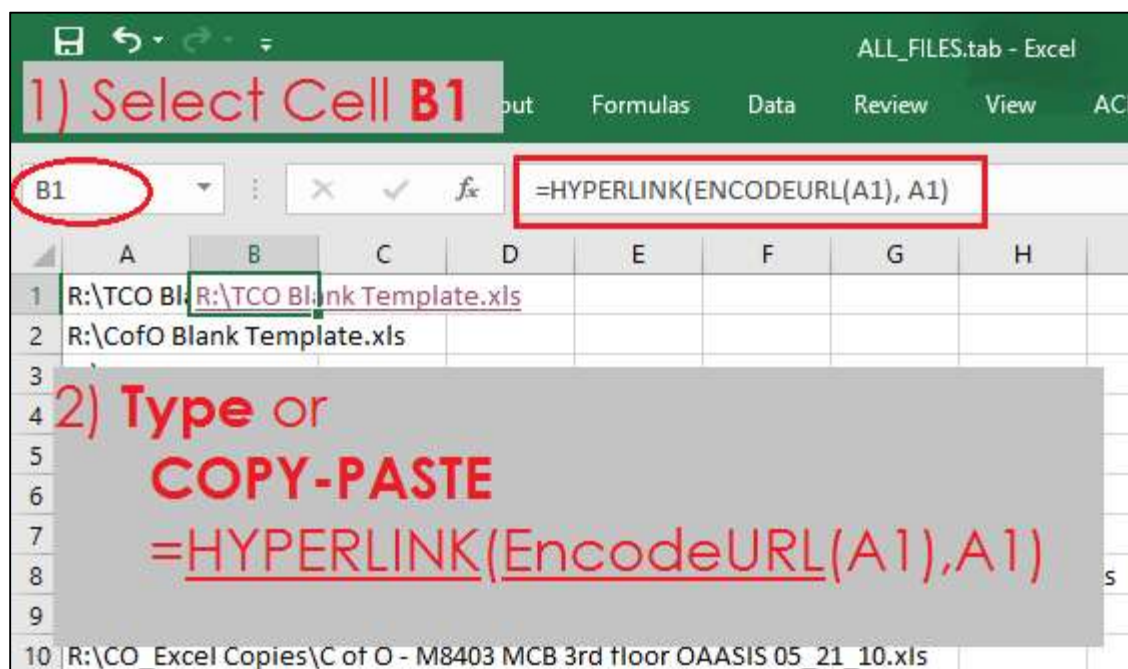 ALL_FILES.tab - Excel
1) Select Cell B1
out Formulas Data Review View AC
B1 fx =HYPERLINK(ENCODEURL(A1), A1)
A B C D E F G H
1 R:\TCO Bl R:\TCO Blank Template.xls
2 R:\CofO Blank Template.xls
3
4 2) Type or
5
6 COPY-PASTE
7 =HYPERLINK(EncodeURL(A1),A1)
8 s
9
10 R:\CO_Excel Copies\C of O - M8403 MCB 3rd floor OAASIS 05_21_10.xls